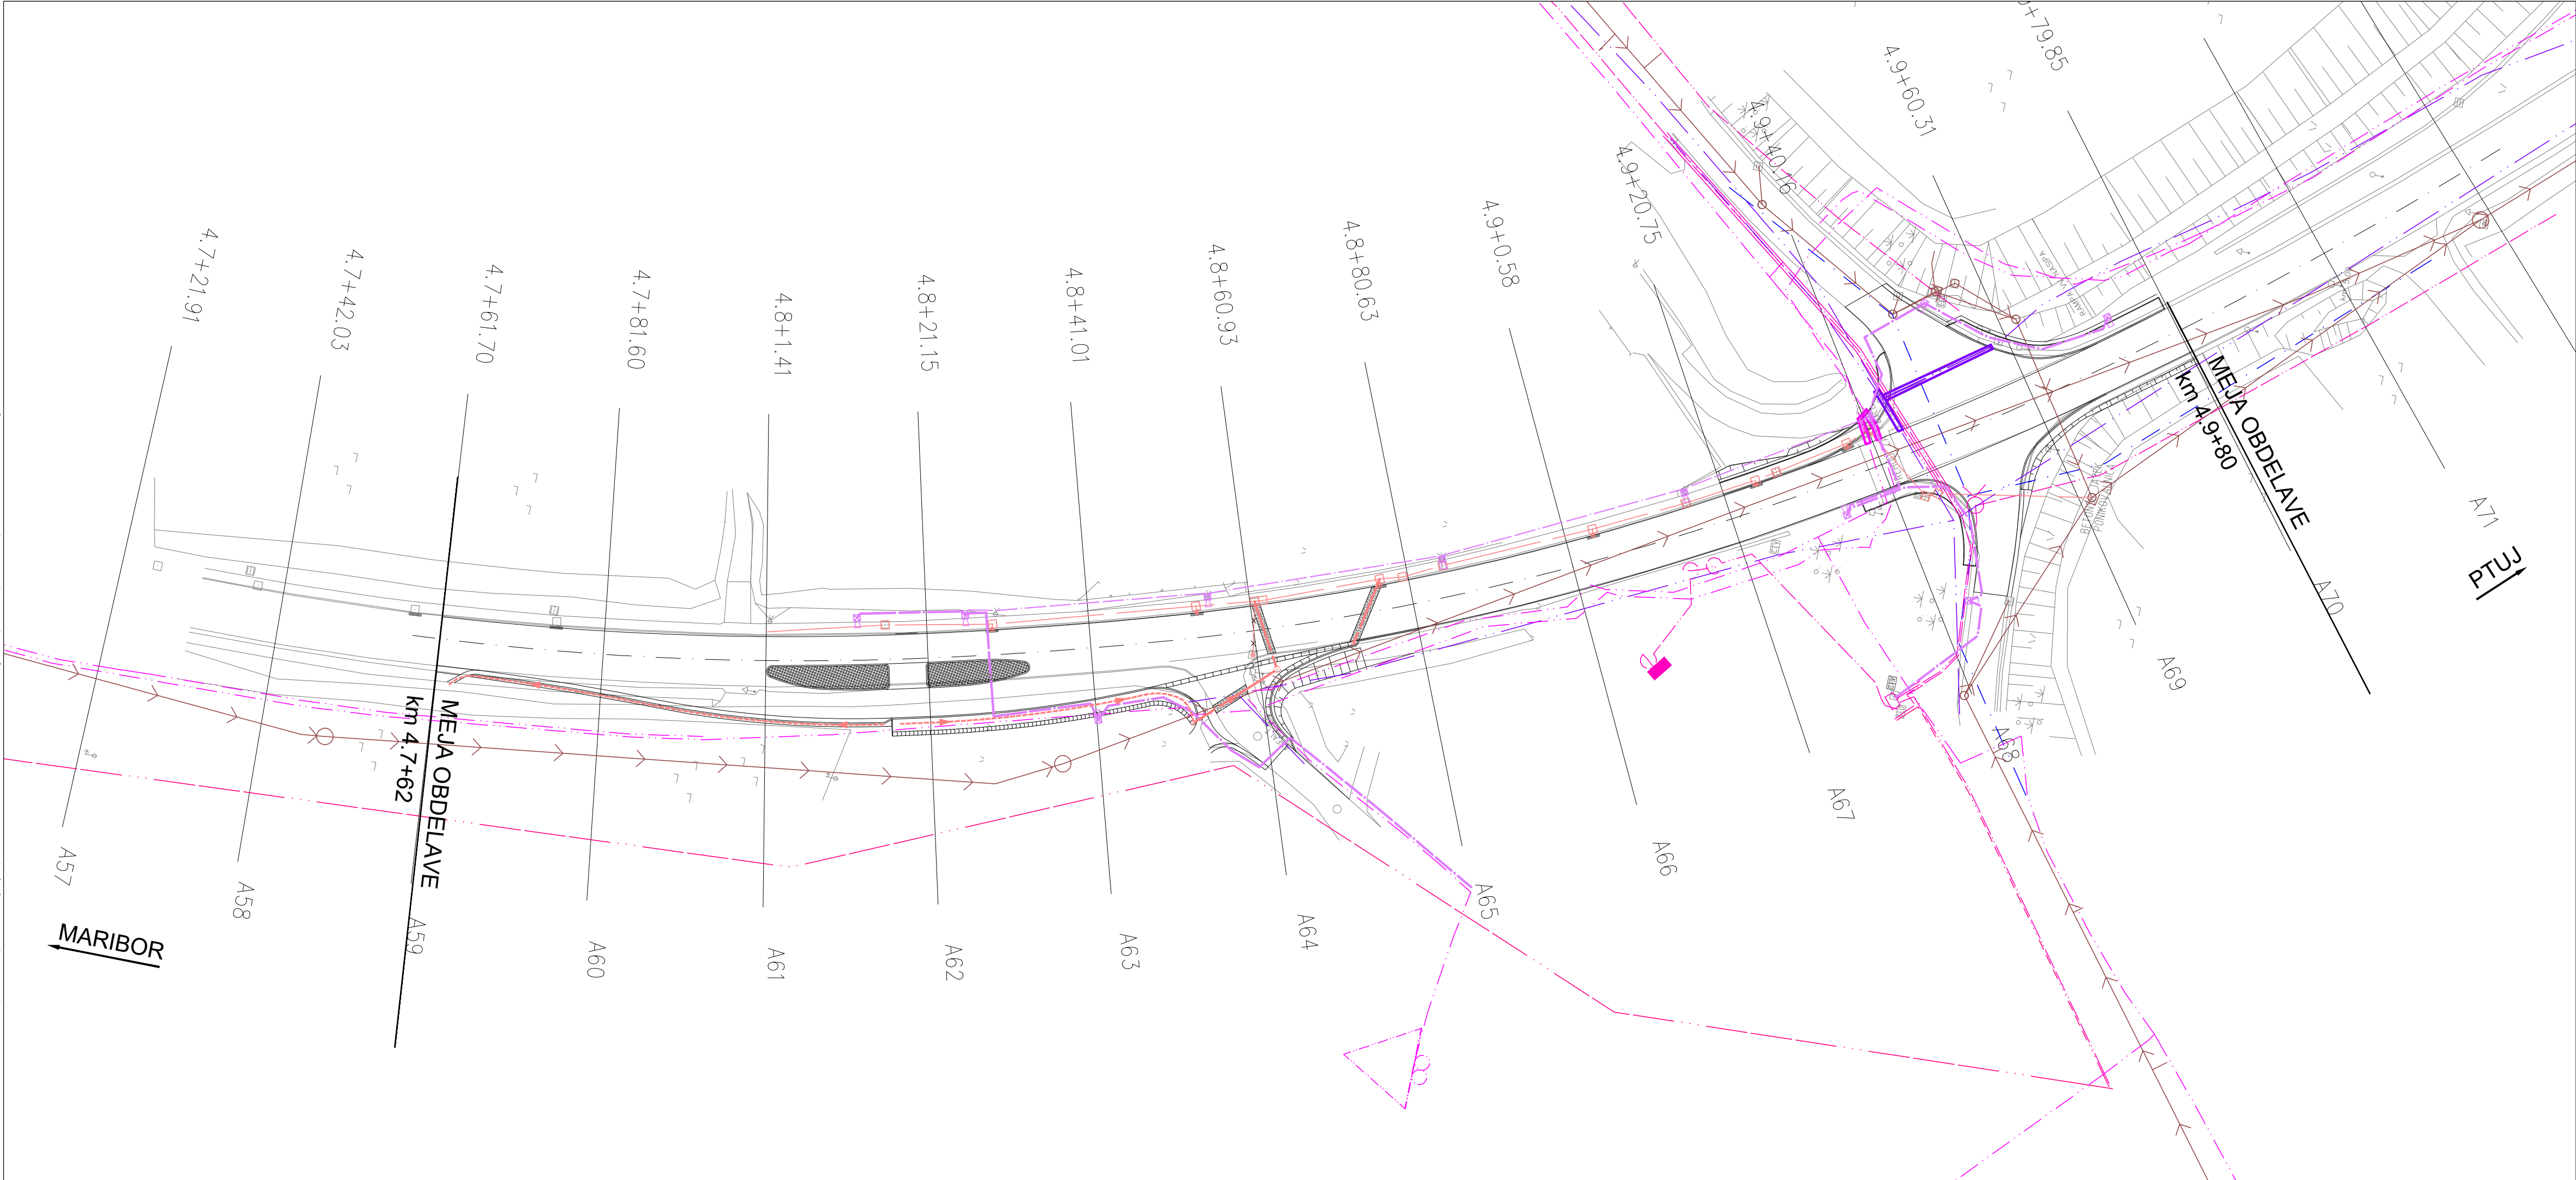 4.7+21.91
4.7+42.03
4.7+61.70
4.7+81.60
4.8+1.41
4.8+21.15
4.8+41.01
4.8+60.93
4.8+80.63
4.9+0.58
4.9+20.75
4.9+40.16
4.9+60.31
+79.85
RAMPA V
NASIPA
MEJA OBDELAVE
km 4.9+80
PONIKOVALNICA
A71
PTUJ
A70
A69
A68
A67
A66
A65
A64
A63
A62
A61
A60
A59
A58
A57
MEJA OBDELAVE
km 4.7+62
MARIBOR